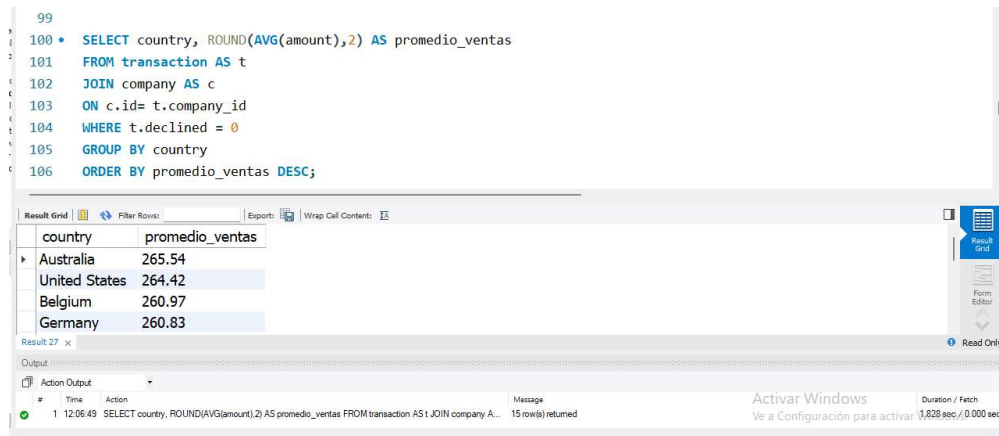 99
100 SELECT country, ROUND(AVG(amount),2) AS promedio_ventas
101 FROM transaction AS t
102 JOIN company AS c
103 ON c.id= t.company_id
104 WHERE t.declined = 0
105 GROUP BY country
106 ORDER BY promedio_ventas DESC;
Result Grid Filter Rows: Export: Wrap Cell Content: IA
Result Grid
country promedio_ventas
Australia 265.54
United States 264.42
Belgium 260.97
Germany 260.83
Form Editor
Result 27 × Read Only
Output
Action Output
# Time Action Message Duration / Fetch
1 12:06:49 SELECT country, ROUND(AVG(amount),2) AS promedio_ventas FROM transaction AS t JOIN company A... 15 row(s) returned 1.828 sec / 0.000 sec
Activar Windows
Ve a Configuración para activar